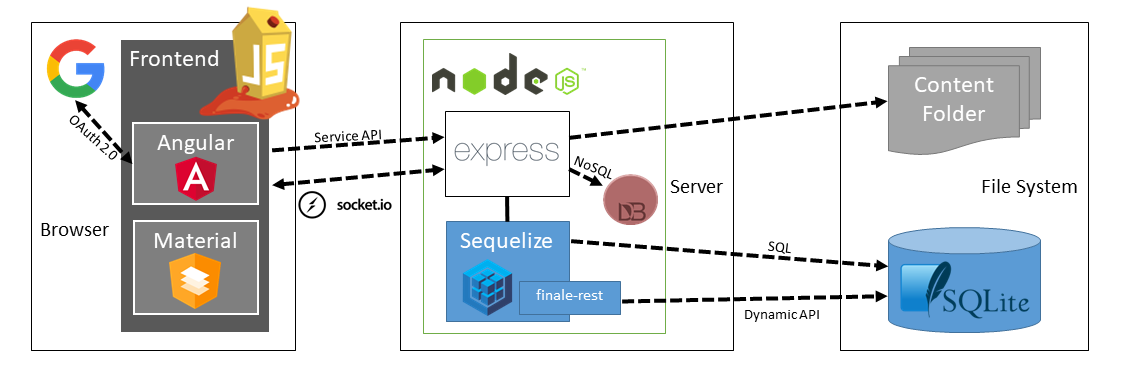 Frontend
JS
OAuth 2.0
Angular
A
Material
Browser
Service API
socket.io
node
JS
™
express
NoSQL
DB
Server
Sequelize
finale-rest
SQL
Dynamic API
Content
Folder
File System
SQLite